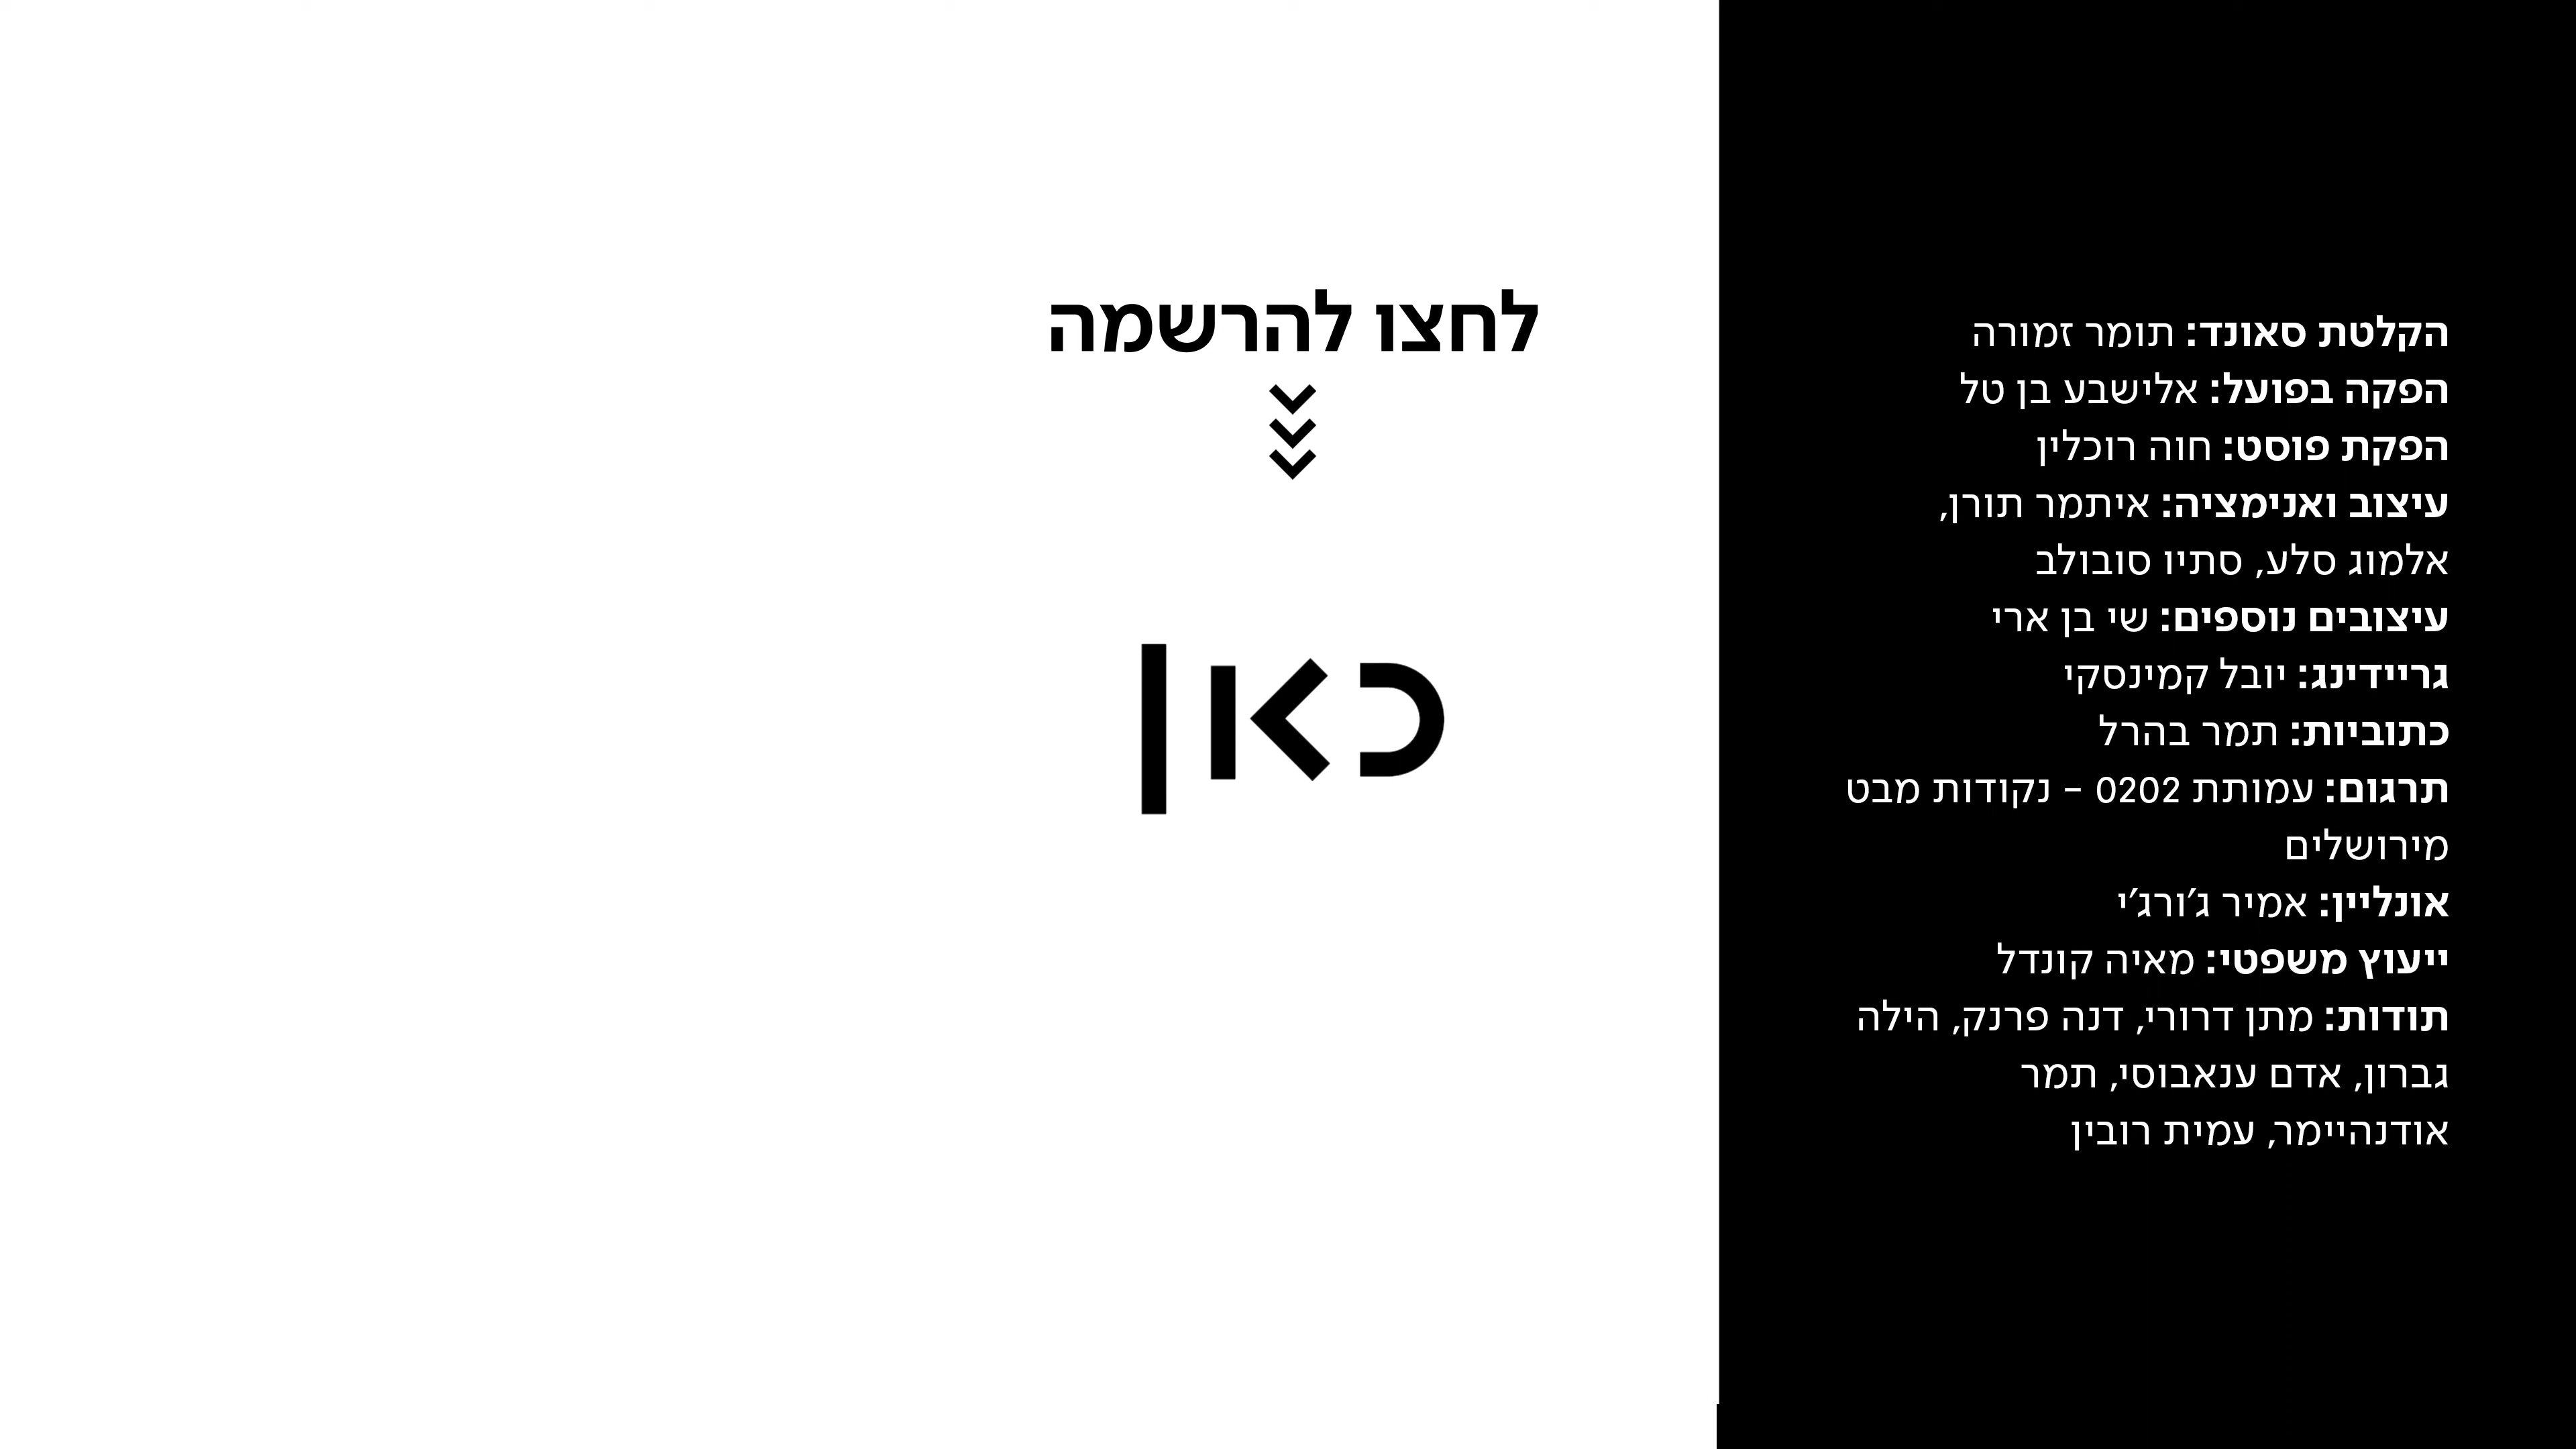 הקלטת סאונד: תומר זמורה
הפקה בפועל: אלישבע בן טל
הפקת פוסט: חוה רוכלין
עיצוב ואנימציה: איתמר תורן,
אלמוג סלע, סתיו סובולב
עיצובים נוספים: שי בן ארי
גריידינג: יובל קמינסקי
כתוביות: תמר בהרל
תרגום: עמותת 0202 - נקודות מבט
מירושלים
אונליין: אמיר ג׳ורג׳י
ייעוץ משפטי: מאיה קונדל
תודות: מתן דרורי, דנה פרנק, הילה
גברון, אדם ענאבוסי, תמר
אודנהיימר, עמית רובין
לחצו להרשמה
כאן